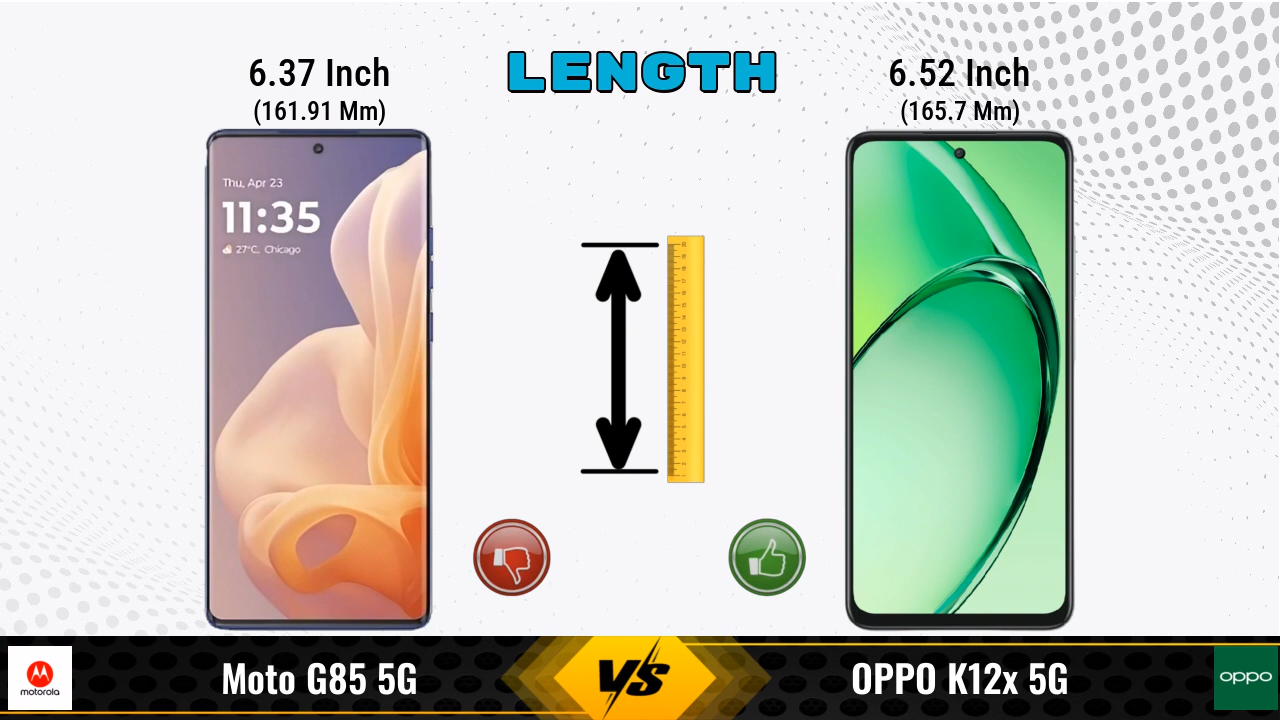 LENGTH
6.37 Inch
(161.91 Mm)
6.52 Inch
(165.7 Mm)
Thu, Apr 23
11:35
27°C, Chicago
motorola
Moto G85 5G
VS
OPPO K12x 5G
oppo